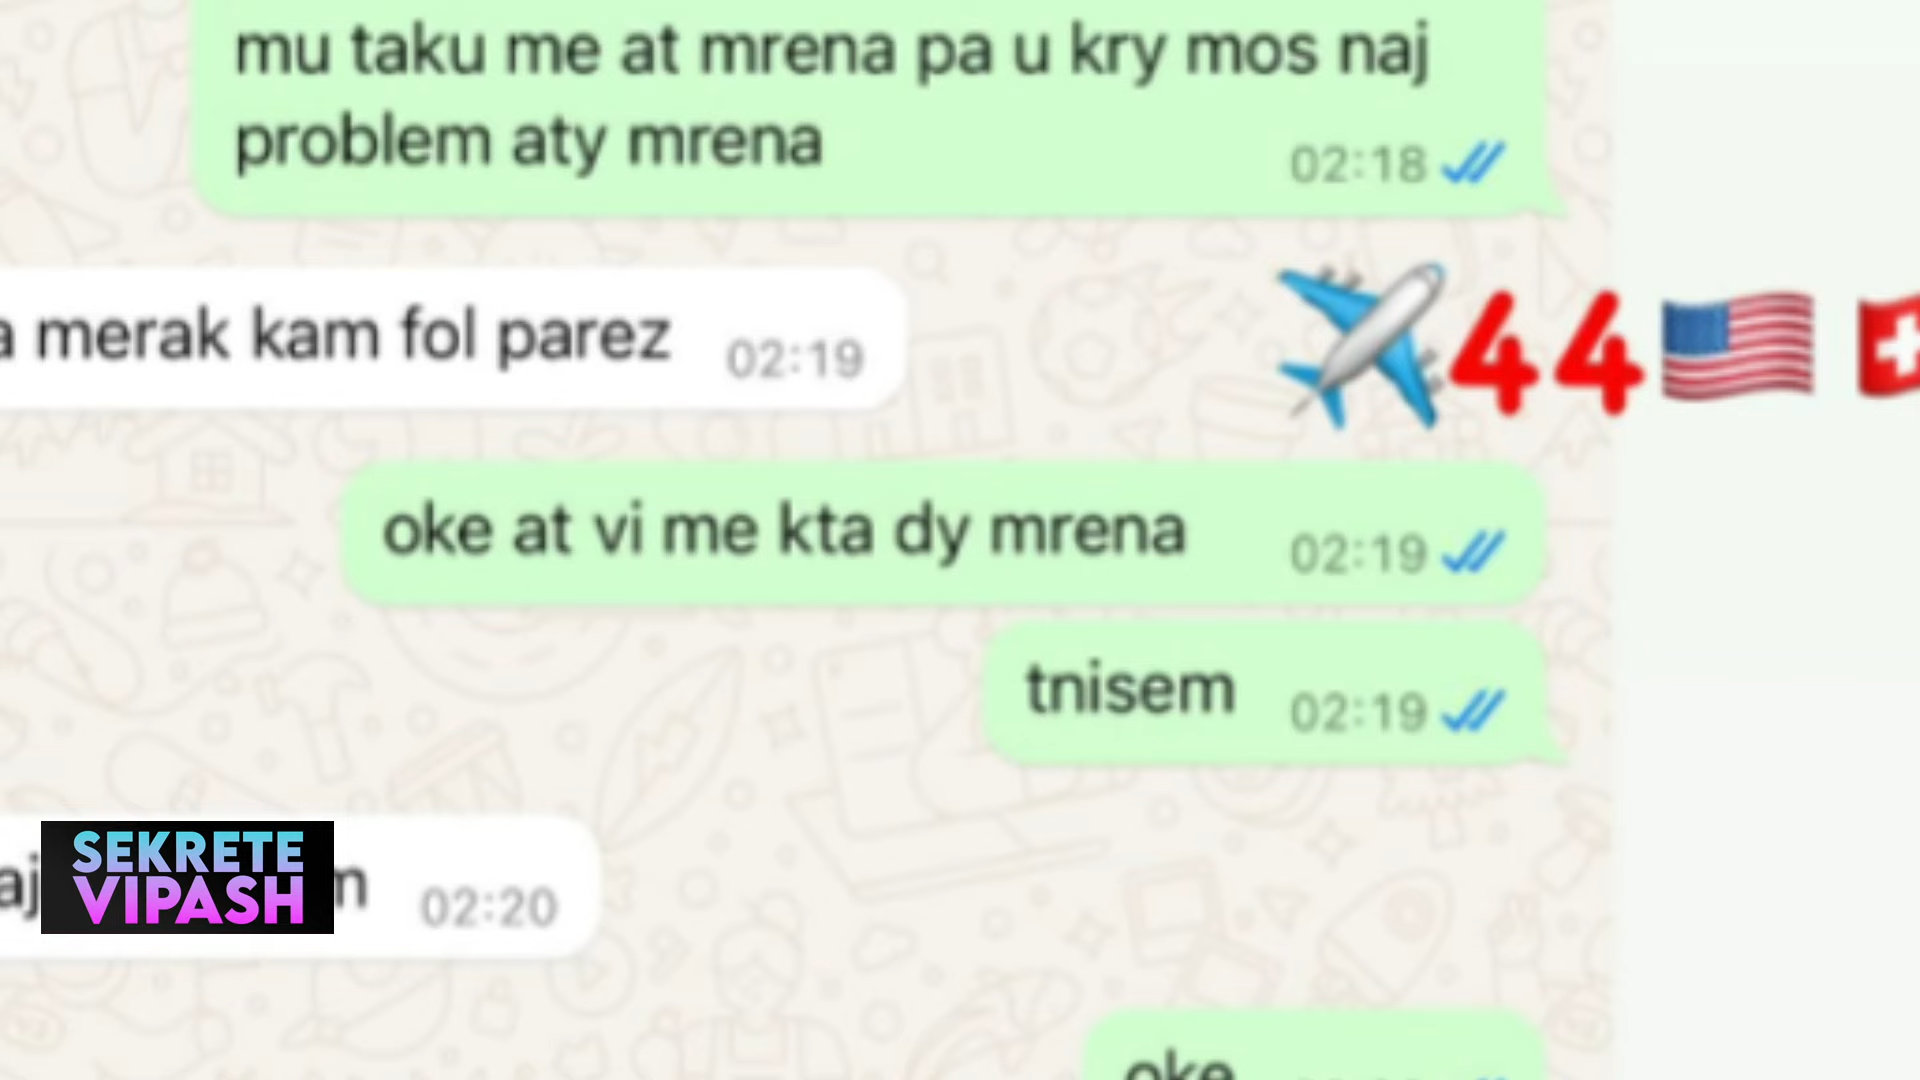 mu taku me at mrena pa u kry mos naj
problem aty mrena
02:18
a merak kam fol parez 02:19
44
oke at vi me kta dy mrena 02:19
tnisem 02:19
SEKRETE
VIPASH
02:20
oke